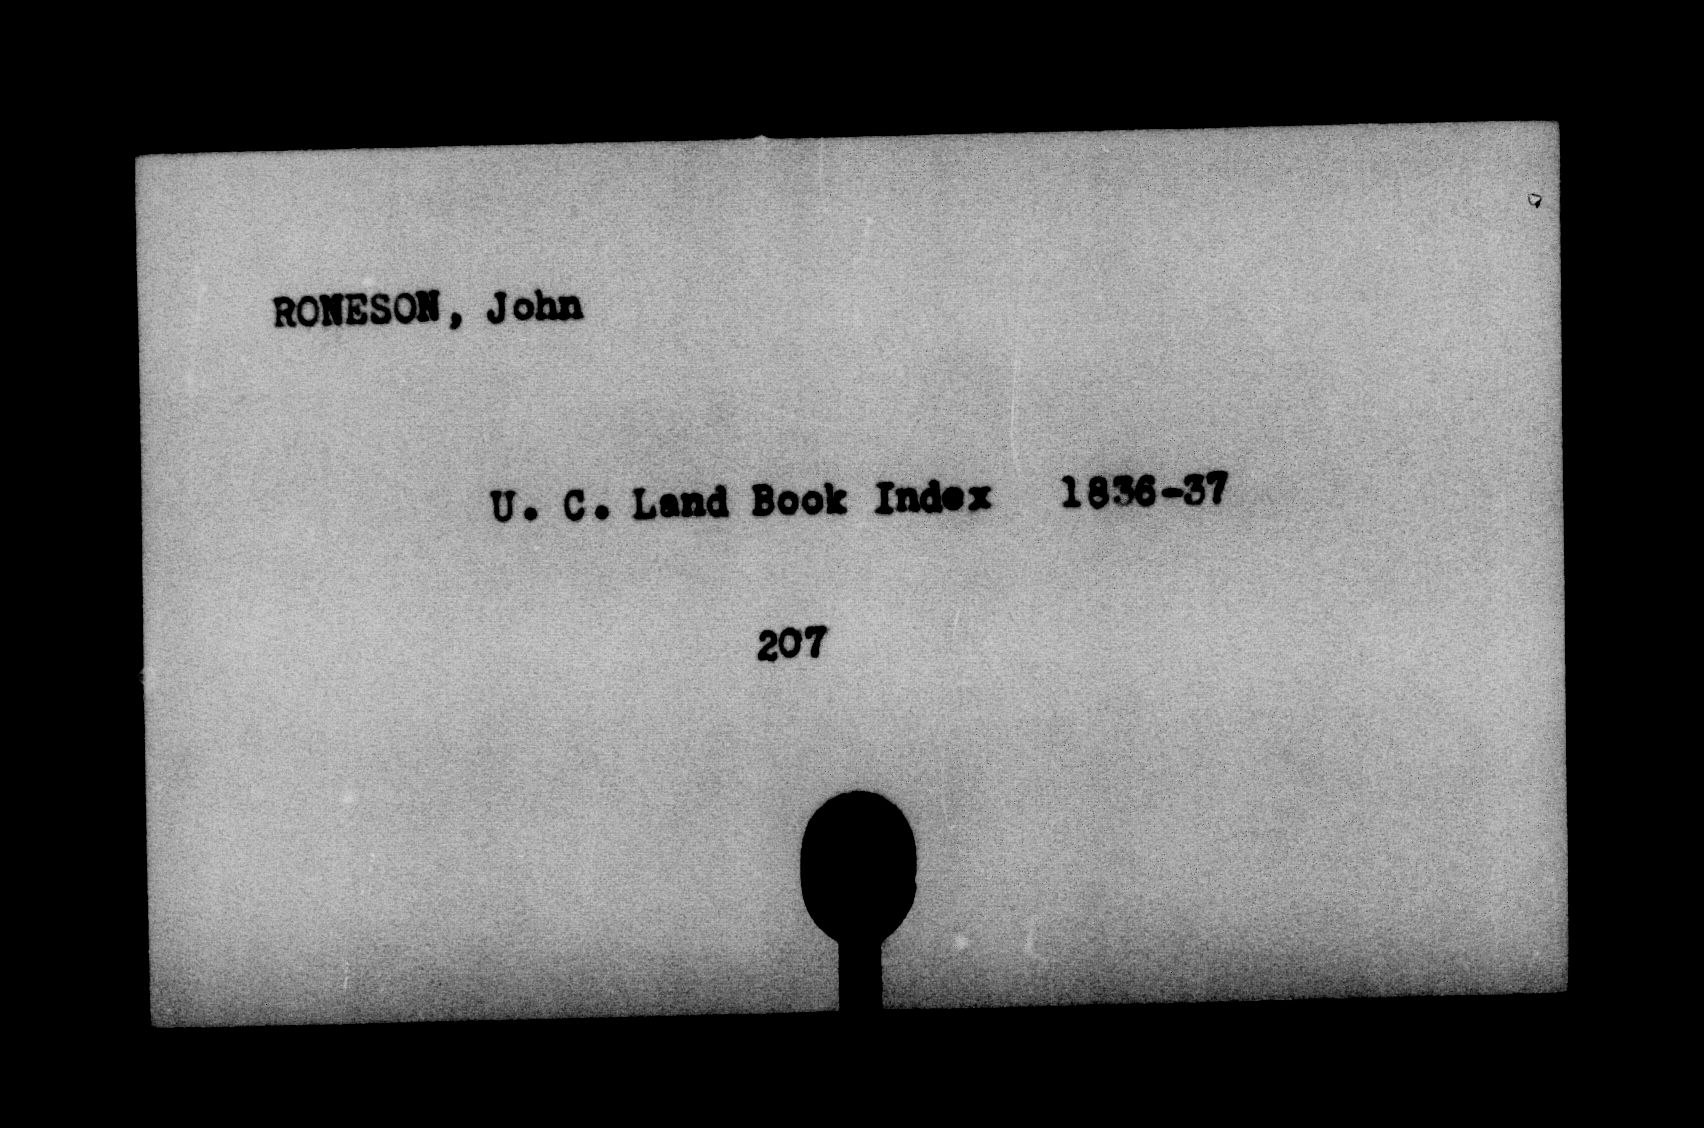 RONESON, John
U. C. Land Book Index 1836-37
207